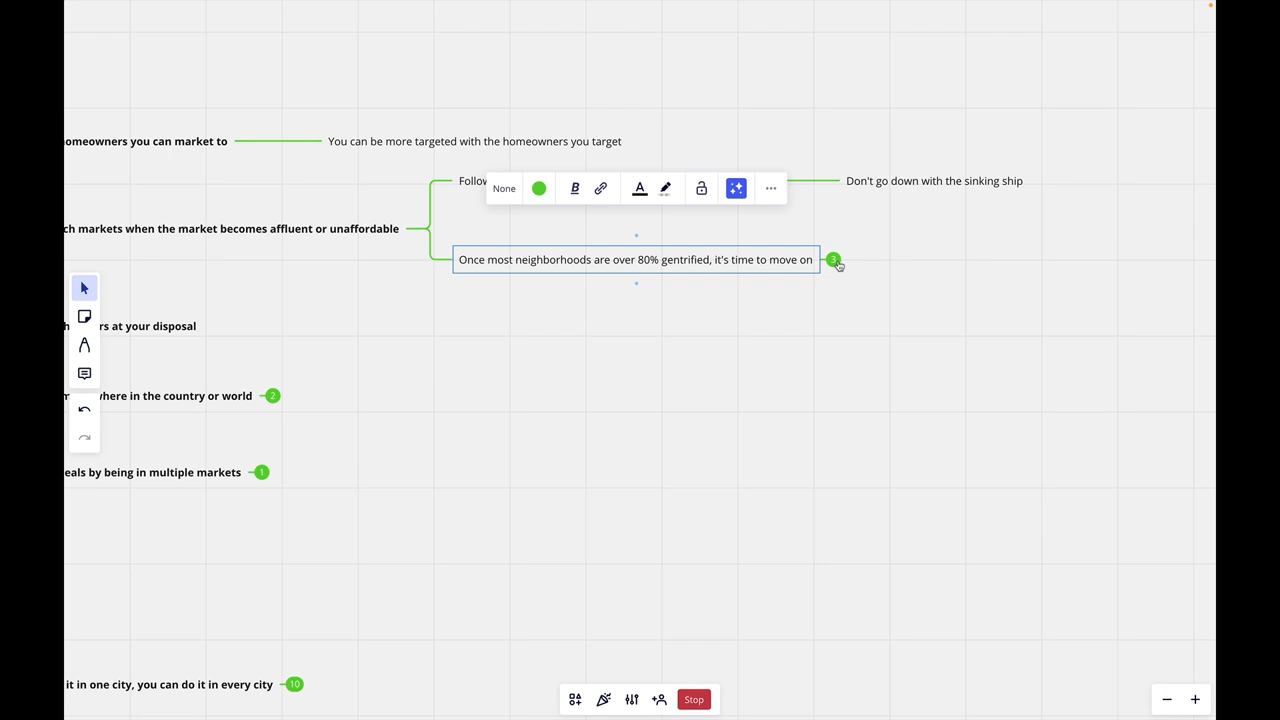 omeowners you can market to
You can be more targeted with the homeowners you target
Follow
None
B
A
Don't go down with the sinking ship
ch markets when the market becomes affluent or unaffordable
Once most neighborhoods are over 80% gentrified, it's time to move on
3
rs at your disposal
where in the country or world
2
eals by being in multiple markets
1
it in one city, you can do it in every city
10
Stop